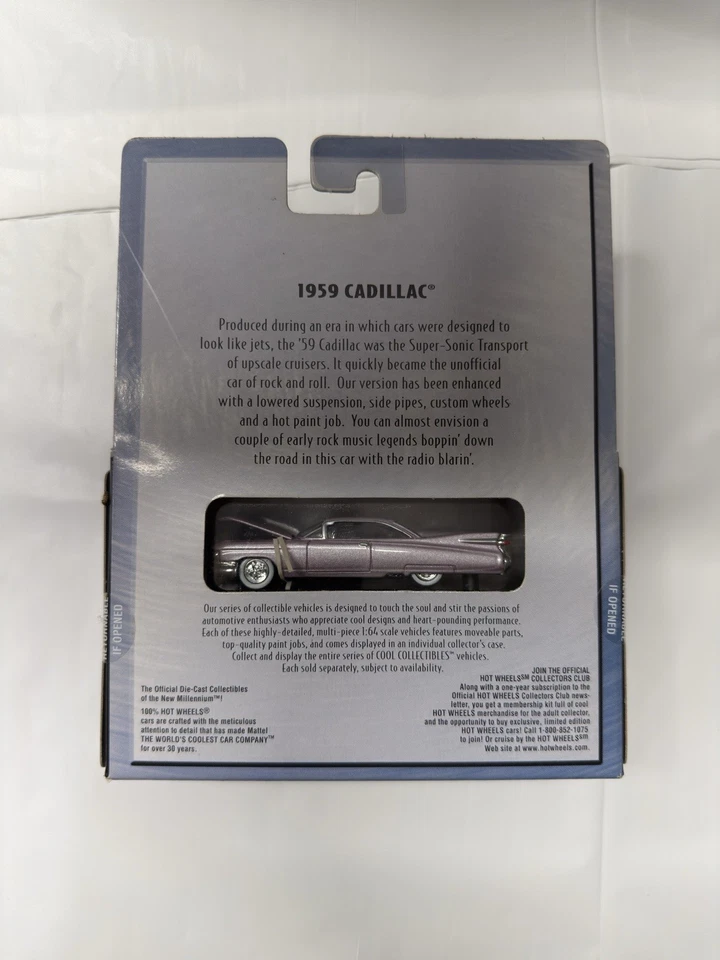 1959 CADILLAC®
Produced during an era in which cars were designed to
look like jets, the '59 Cadillac was the Super-Sonic Transport
of upscale cruisers. It quickly became the unofficial
car of rock and roll. Our version has been enhanced
with a lowered suspension, side pipes, custom wheels
and a hot paint job. You can almost envision a
couple of early rock music legends boppin' down
the road in this car with the radio blarin'.
Our series of collectible vehicles is designed to touch the soul and stir the passions of
automotive enthusiasts who appreciate cool designs and heart-pounding performance.
Each of these highly-detailed, multi-piece 1:64 scale vehicles features moveable parts,
top-quality paint jobs, and comes displayed in an individual collector's case.
Collect and display the entire series of COOL COLLECTIBLES™ vehicles.
Each sold separately, subject to availability.
The Official Die-Cast Collectibles
of the New Millennium™!
100% HOT WHEELS®
cars are crafted with the meticulous
attention to detail that has made Mattel
THE WORLD'S COOLEST CAR COMPANY™
for over 30 years.
JOIN THE OFFICIAL
HOT WHEELS℠ COLLECTORS CLUB
Along with a one-year subscription to the
Official HOT WHEELS Collectors Club news-
letter, you get a membership kit full of cool
HOT WHEELS merchandise for the adult collector,
and the opportunity to buy exclusive, limited edition
HOT WHEELS cars! Call 1-800-852-1075
to join! Or cruise by the HOT WHEELS℠
Web site at www.hotwheels.com.
IF OPENED
IF OPENED